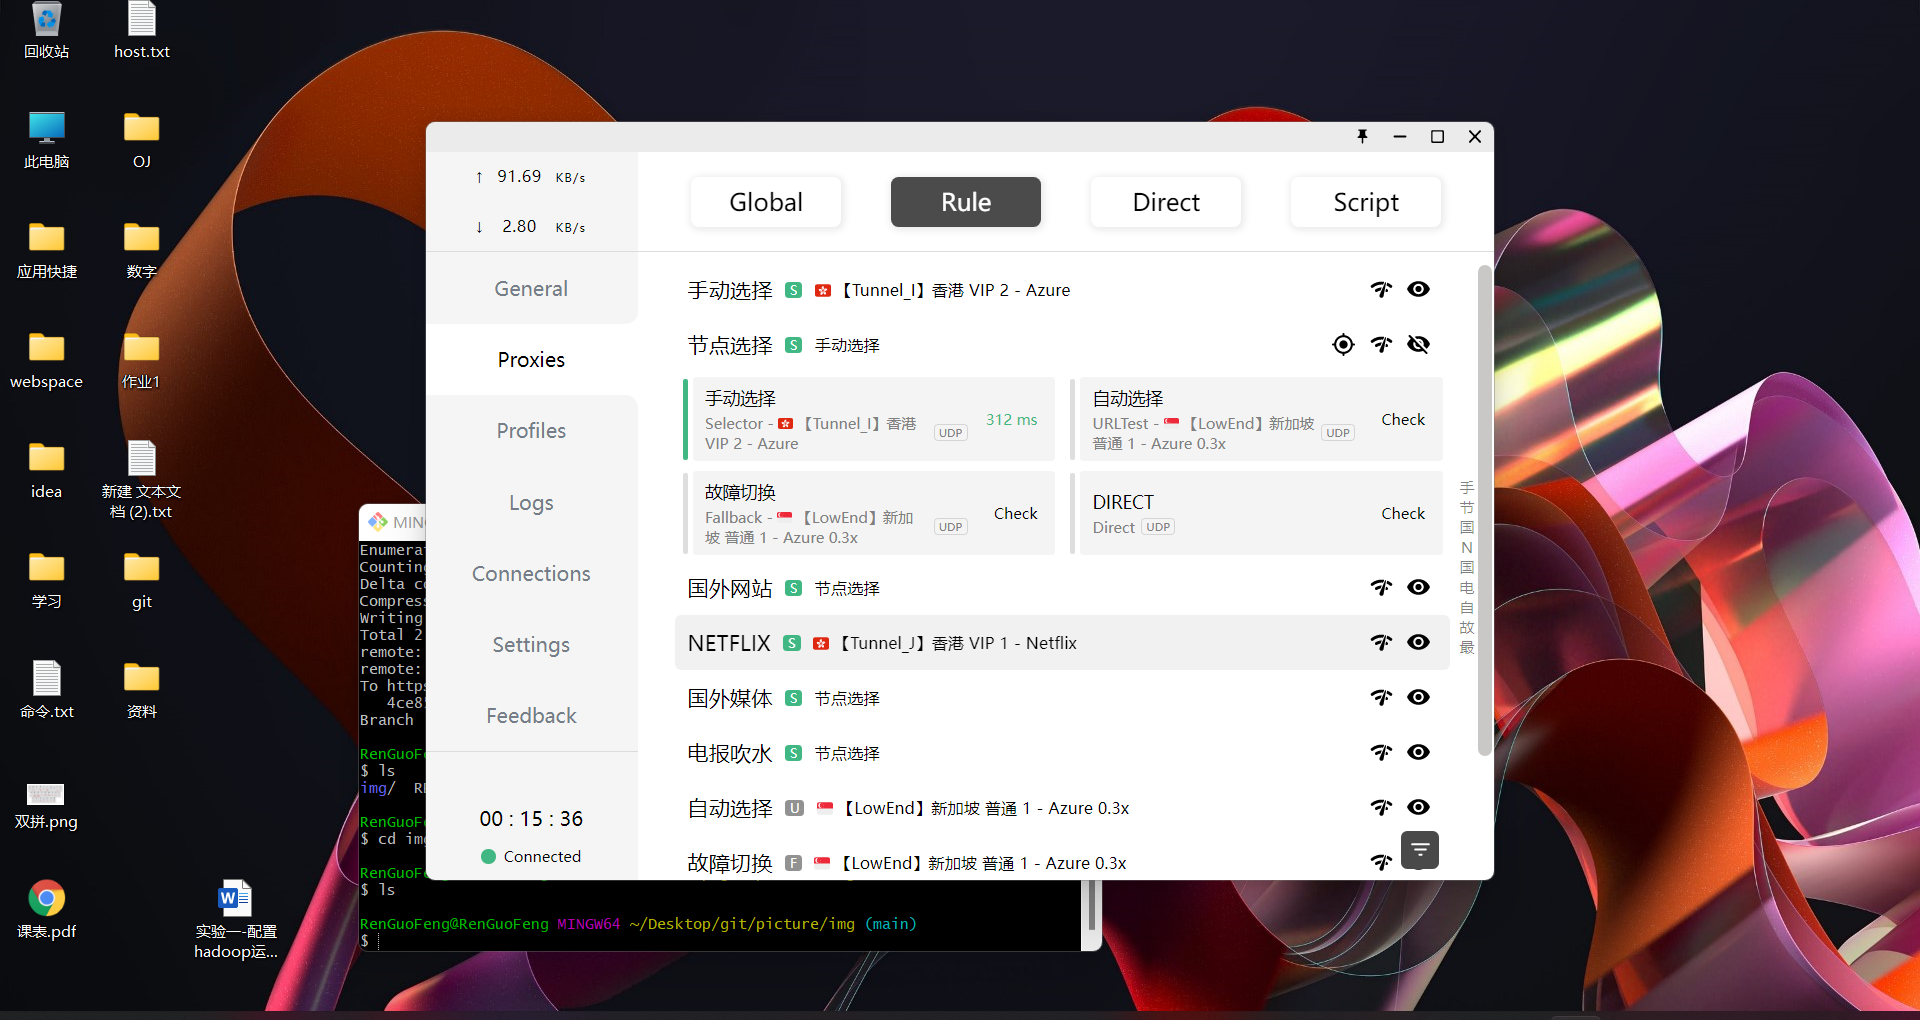 回收站
host.txt
此电脑
OJ
应用快捷
数字
webspace
作业1
idea
新建 文本文
档 (2).txt
学习
git
命令.txt
资料
双拼.png
课表.pdf
实验一-配置
hadoop运...
↑ 91.69 KB/s
↓ 2.80 KB/s
General
Proxies
Profiles
Logs
Connections
Settings
Feedback
00 : 15 : 36
Connected
Global
Rule
Direct
Script
手动选择 S 【Tunnel_I】香港 VIP 2 - Azure
节点选择 S 手动选择
手动选择
Selector - 【Tunnel_I】香港
VIP 2 - Azure
UDP
312 ms
自动选择
URLTest - 【LowEnd】新加坡
普通 1 - Azure 0.3x
UDP
Check
故障切换
Fallback - 【LowEnd】新加
坡 普通 1 - Azure 0.3x
UDP
Check
DIRECT
Direct UDP
Check
国外网站 S 节点选择
NETFLIX S 【Tunnel_J】香港 VIP 1 - Netflix
国外媒体 S 节点选择
电报吹水 S 节点选择
自动选择 U 【LowEnd】新加坡 普通 1 - Azure 0.3x
故障切换 F 【LowEnd】新加坡 普通 1 - Azure 0.3x
手
节
国
N
国
电
自
故
最
MIN
Enumera
Counting
Delta c
Compress
Writing
Total 2
remote:
remote:
To https
4ce8
Branch
RenGuoF
$ ls
img/ R
RenGuoF
$ cd im
RenGuoF
$ ls
RenGuoFeng@RenGuoFeng MINGW64 ~/Desktop/git/picture/img (main)
$